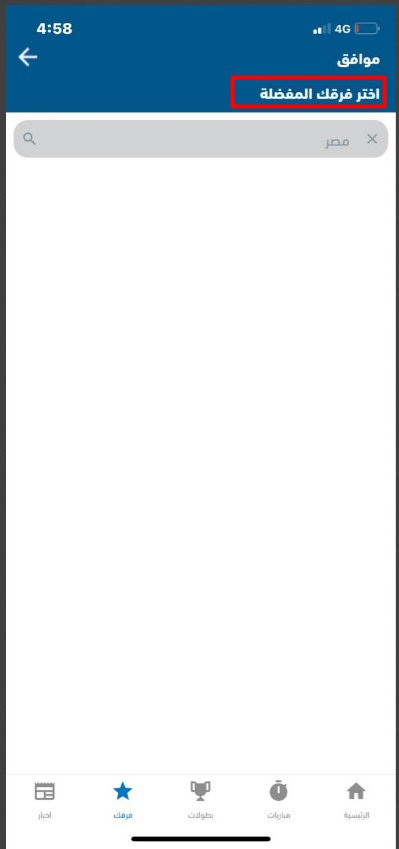 4:58 4G
موافق
اختر فرقك المفضلة
مصر
الرئيسية
مباريات
بطولات
فرقك
اخبار